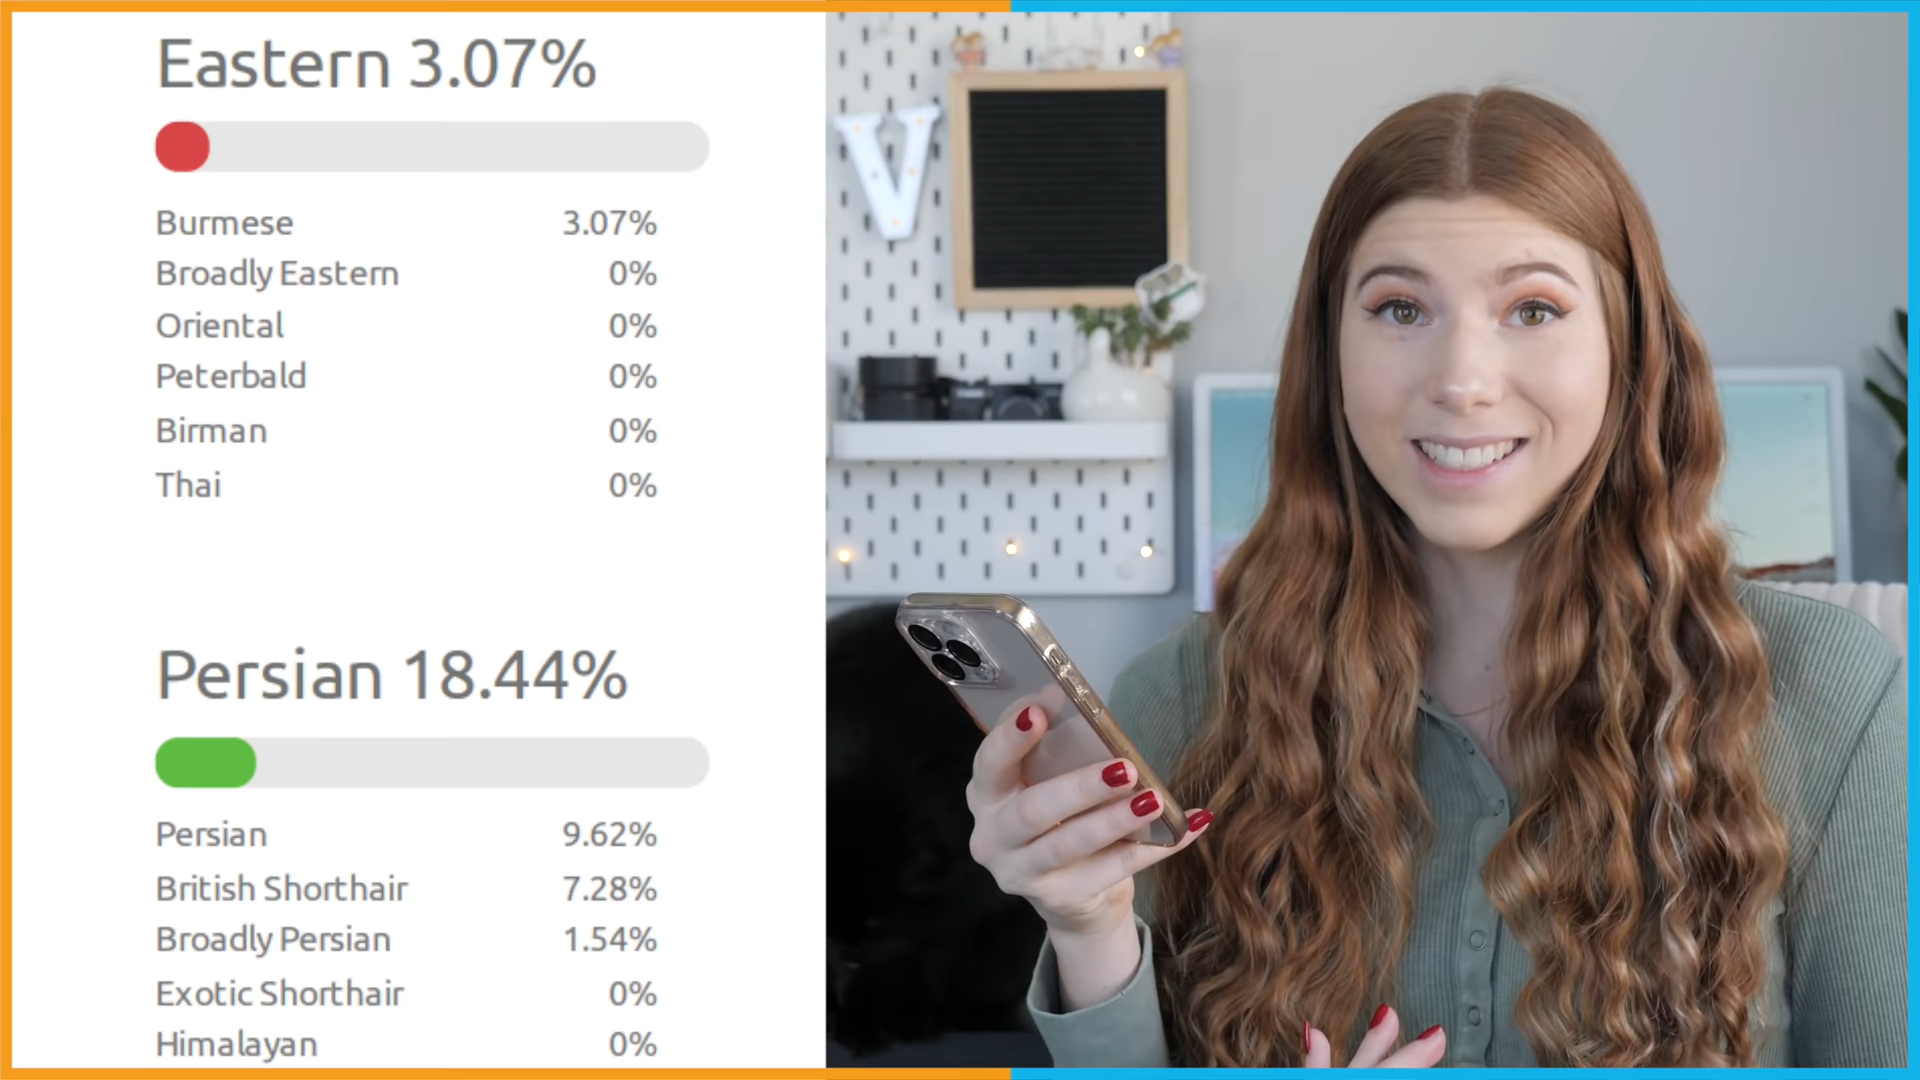 Eastern 3.07%
Burmese 3.07%
Broadly Eastern 0%
Oriental 0%
Peterbald 0%
Birman 0%
Thai 0%
Persian 18.44%
Persian 9.62%
British Shorthair 7.28%
Broadly Persian 1.54%
Exotic Shorthair 0%
Himalayan 0%
V